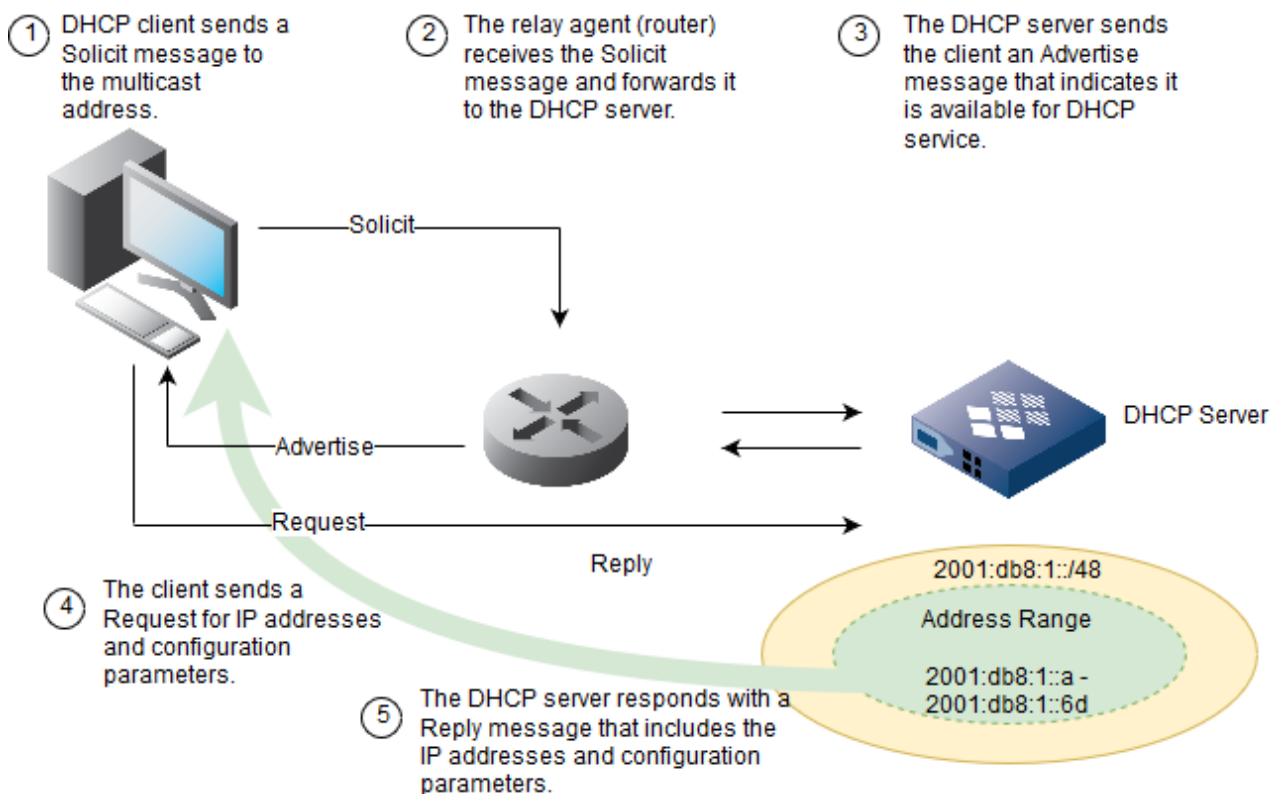 1 DHCP client sends a
Solicit message to
the multicast
address.
2 The relay agent (router)
receives the Solicit
message and forwards it
to the DHCP server.
3 The DHCP server sends
the client an Advertise
message that indicates it
is available for DHCP
service.
Solicit
DHCP Server
Advertise
Request
Reply
2001:db8:1::/48
Address Range
2001:db8:1::a -
2001:db8:1::6d
4 The client sends a
Request for IP addresses
and configuration
parameters.
5 The DHCP server responds with a
Reply message that includes the
IP addresses and configuration
parameters.